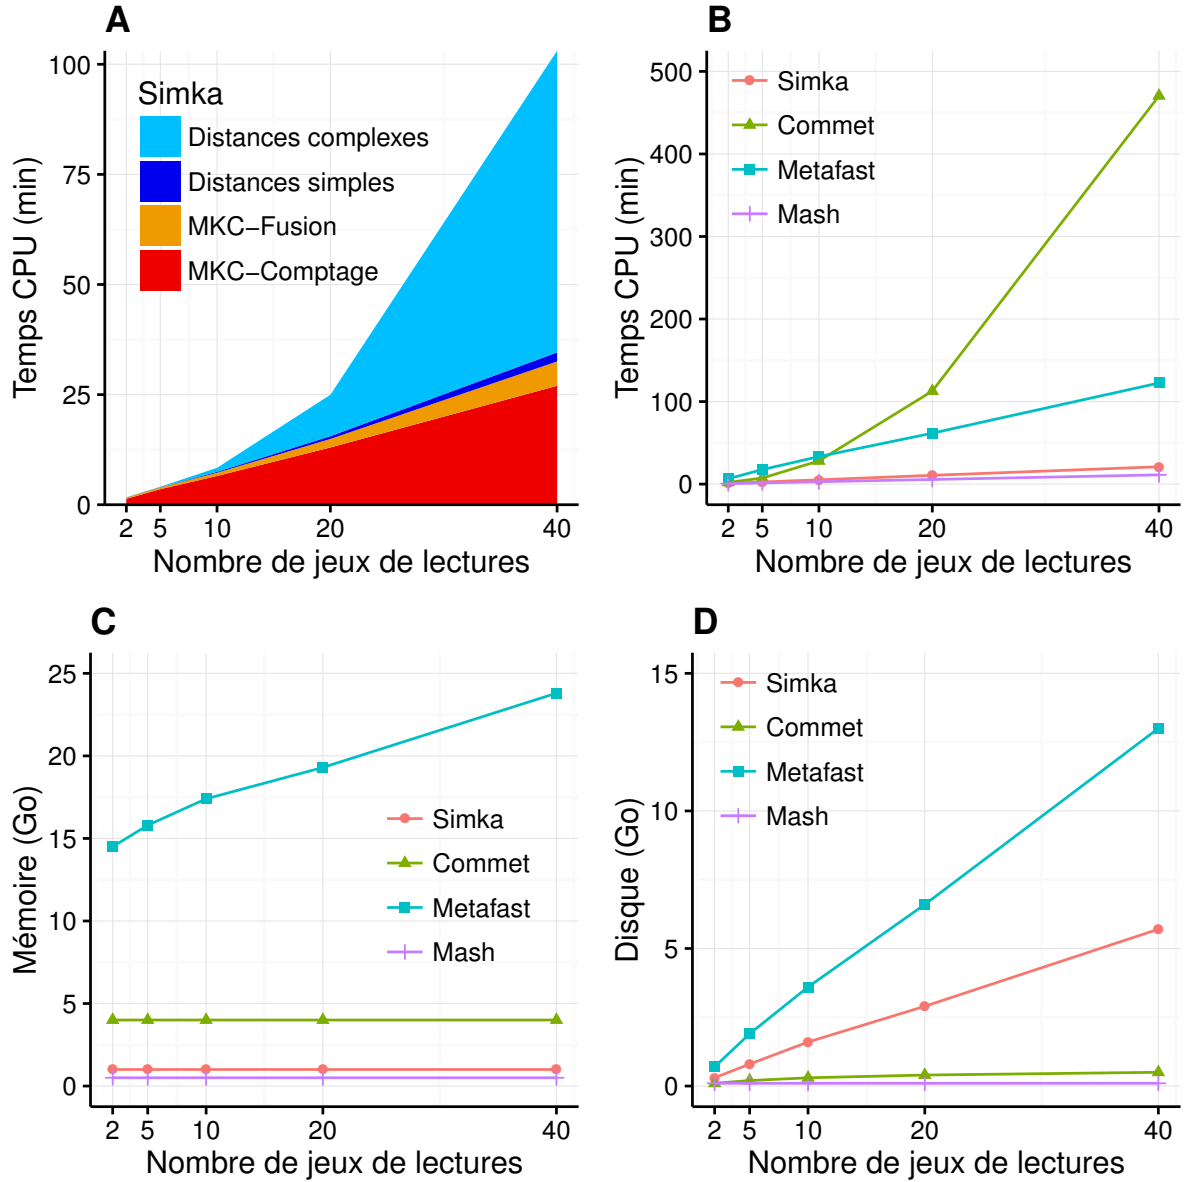 A
Temps CPU (min)
100
75
50
25
0
Simka
Distances complexes
Distances simples
MKC−Fusion
MKC−Comptage
2 5 10 20 40
Nombre de jeux de lectures
B
Temps CPU (min)
500
400
300
200
100
0
Simka
Commet
Metafast
Mash
2 5 10 20 40
Nombre de jeux de lectures
C
Mémoire (Go)
25
20
15
10
5
0
Simka
Commet
Metafast
Mash
2 5 10 20 40
Nombre de jeux de lectures
D
Disque (Go)
15
10
5
0
Simka
Commet
Metafast
Mash
2 5 10 20 40
Nombre de jeux de lectures